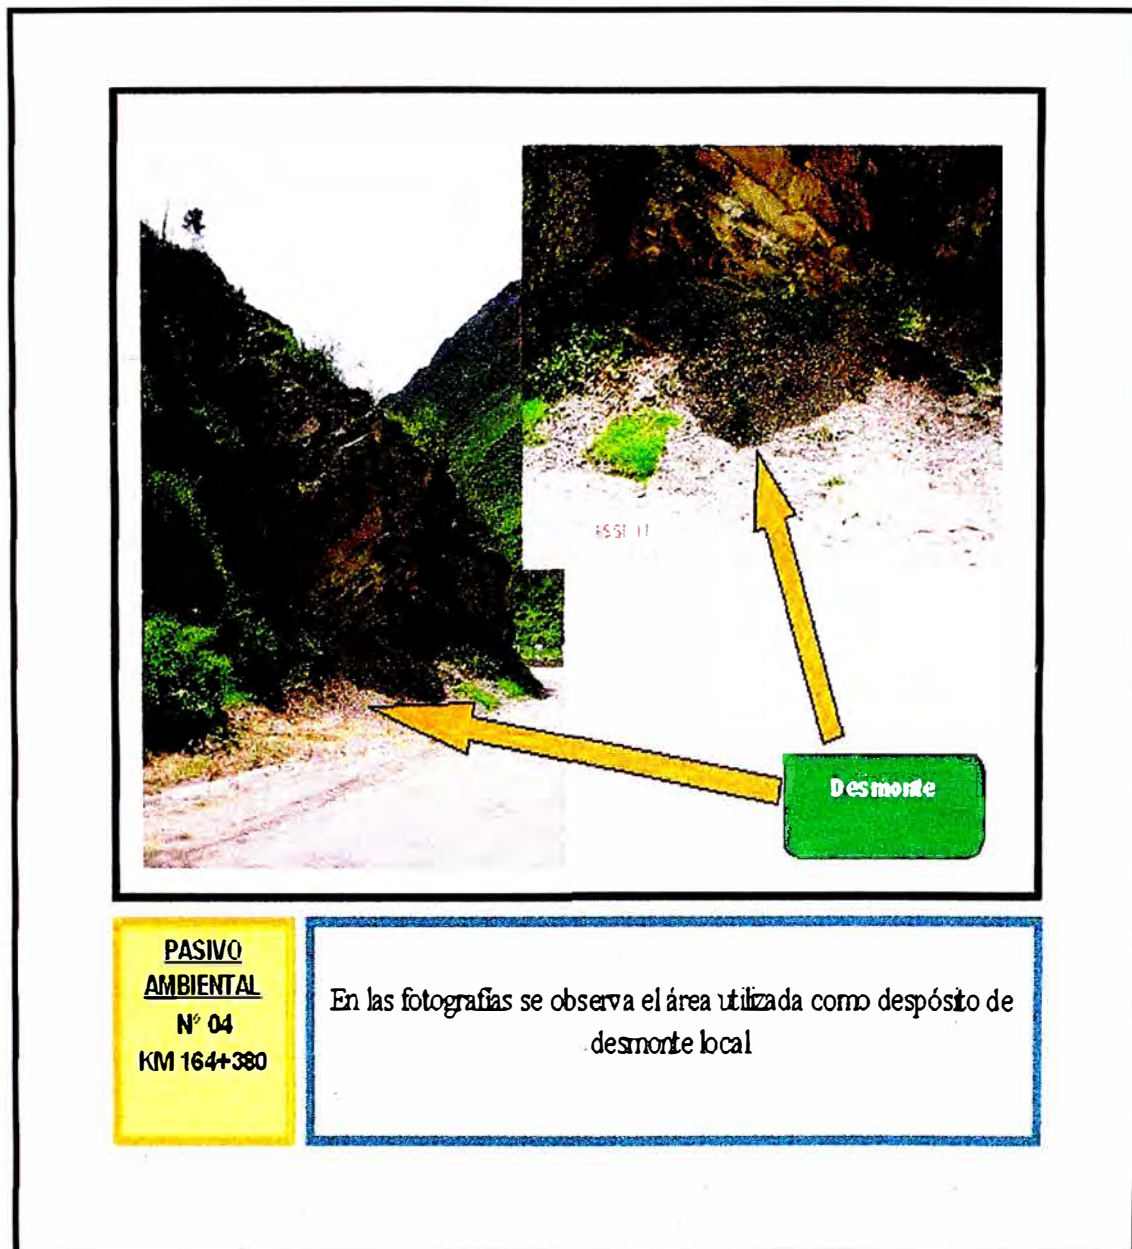 Desmonte
PASIVO
AMBIENTAL
N° 04
KM 164+380
En las fotografías se observa el área utilizada como despósito de
desmonte local